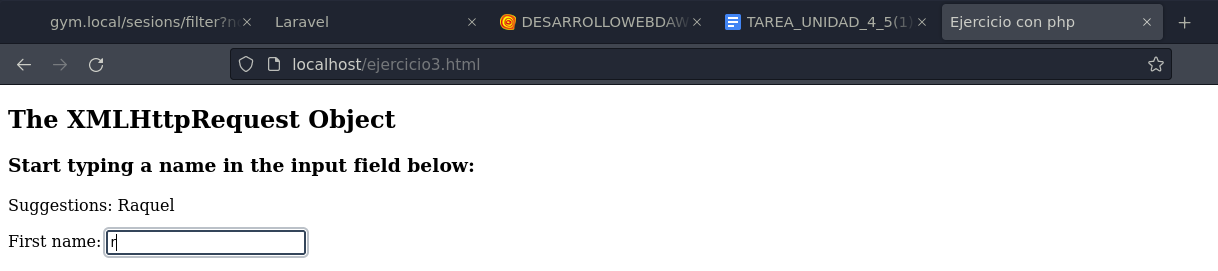 gym.local/sesions/filter?n
Laravel
DESARROLLOWEBDAW
TAREA_UNIDAD_4_5(1)
Ejercicio con php
localhost/ejercicio3.html
The XMLHttpRequest Object
Start typing a name in the input field below:
Suggestions: Raquel
First name: r